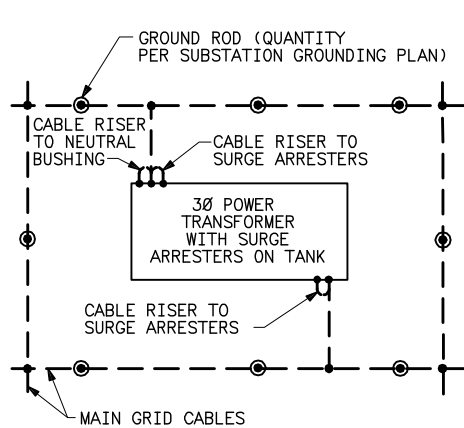 GROUND ROD (QUANTITY
PER SUBSTATION GROUNDING PLAN)
CABLE RISER
TO NEUTRAL
BUSHING
CABLE RISER TO
SURGE ARRESTERS
3Ø POWER
TRANSFORMER
WITH SURGE
ARRESTERS ON TANK
CABLE RISER TO
SURGE ARRESTERS
MAIN GRID CABLES